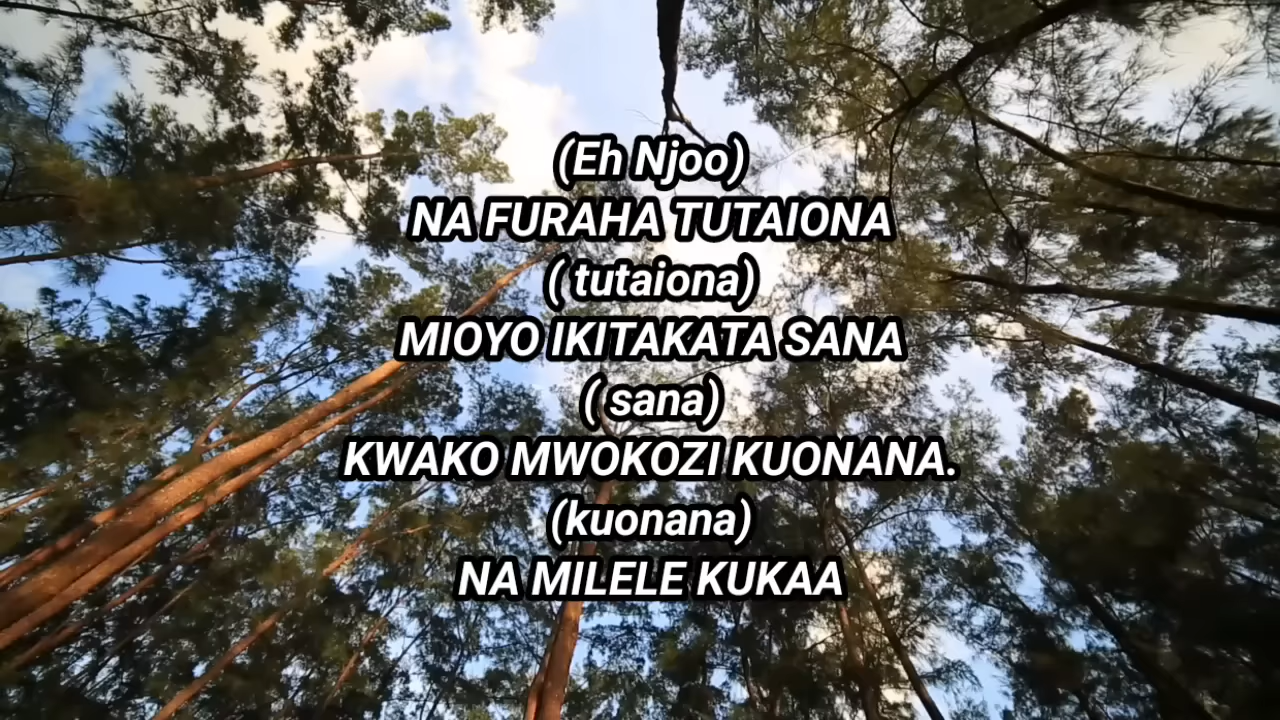 (Eh Njoo)
NA FURAHA TUTAIONA
( tutaiona)
MIOYO IKITAKATA SANA
( sana)
KWAKO MWOKOZI KUONANA.
(kuonana)
NA MILELE KUKAA